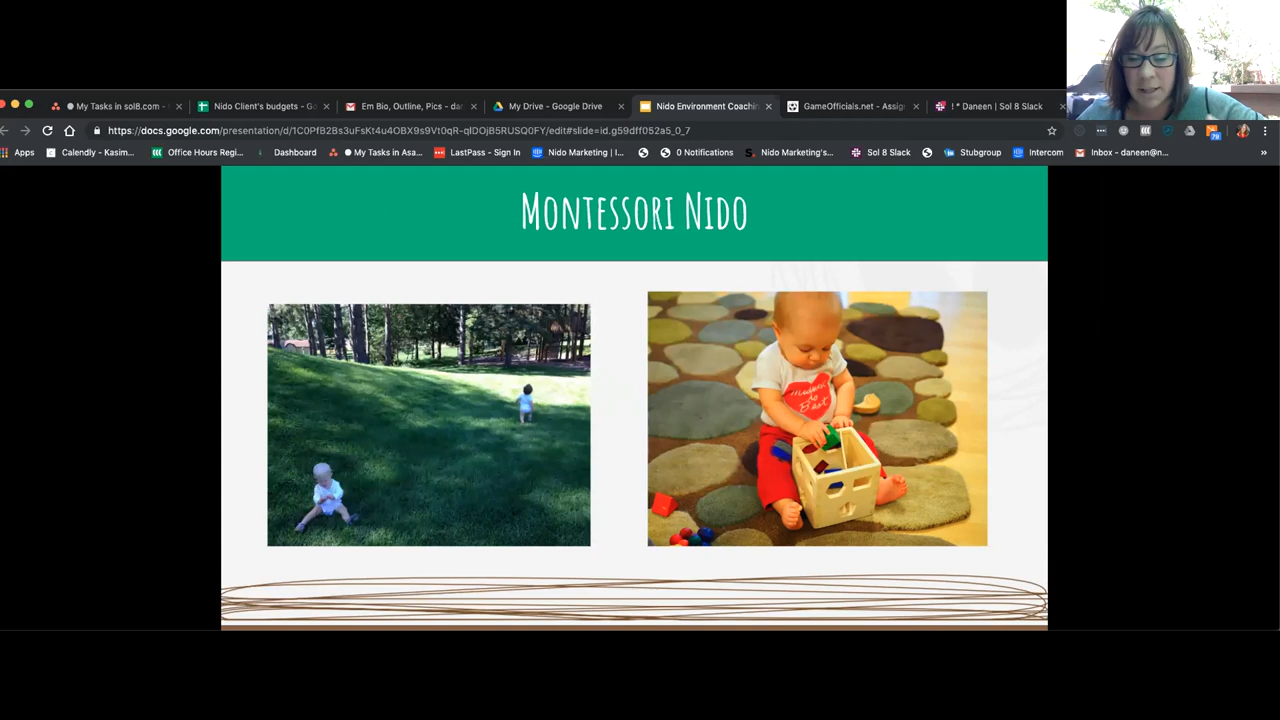 My Tasks in sol8.com -
Nido Client's budgets - Go
Em Bio, Outline, Pics - dan
My Drive - Google Drive
Nido Environment Coachin
GameOfficials.net - Assig
! * Daneen | Sol 8 Slack
https://docs.google.com/presentation/d/1C0PfB2Bs3uFsKt4u4OBX9s9Vt0qR-qlDOjB5RUSQ0FY/edit#slide=id.g59dff052a5_0_7
79
Apps
Calendly - Kasim...
Office Hours Regi...
Dashboard
My Tasks in Asa...
LastPass - Sign In
Nido Marketing | I...
0 Notifications
Nido Marketing's...
Sol 8 Slack
Stubgroup
Intercom
Inbox - daneen@n...
»
Montessori Nido